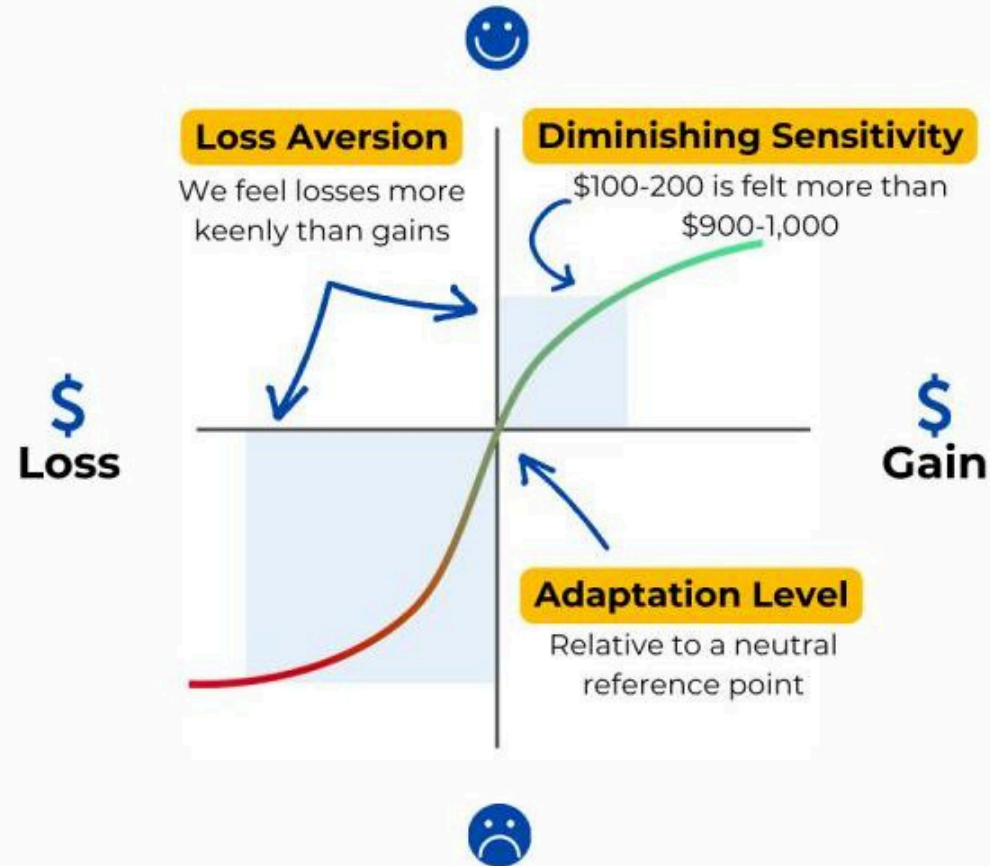 Loss Aversion
We feel losses more
keenly than gains
Diminishing Sensitivity
$100-200 is felt more than
$900-1,000
$
Loss
$
Gain
Adaptation Level
Relative to a neutral
reference point